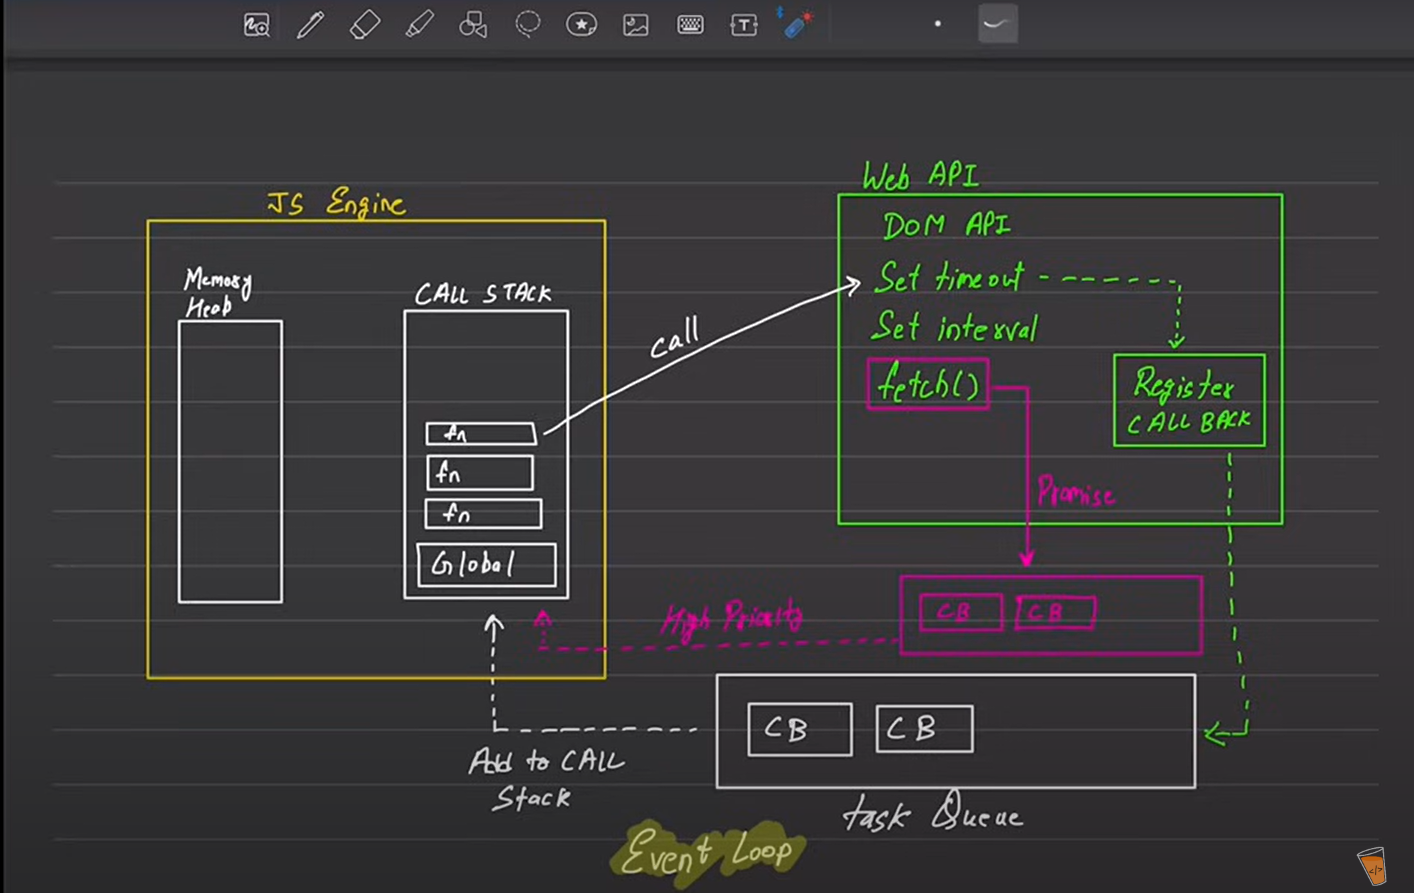 JS Engine
Memory
Heap
CALL STACK
fn
fn
fn
Global
call
Web API
DOM API
Set timeout
Set interval
fetch()
Register
CALL BACK
Promise
High Priority
CB CB
CB CB
Add to CALL
Stack
task Queue
Event Loop
T
</>